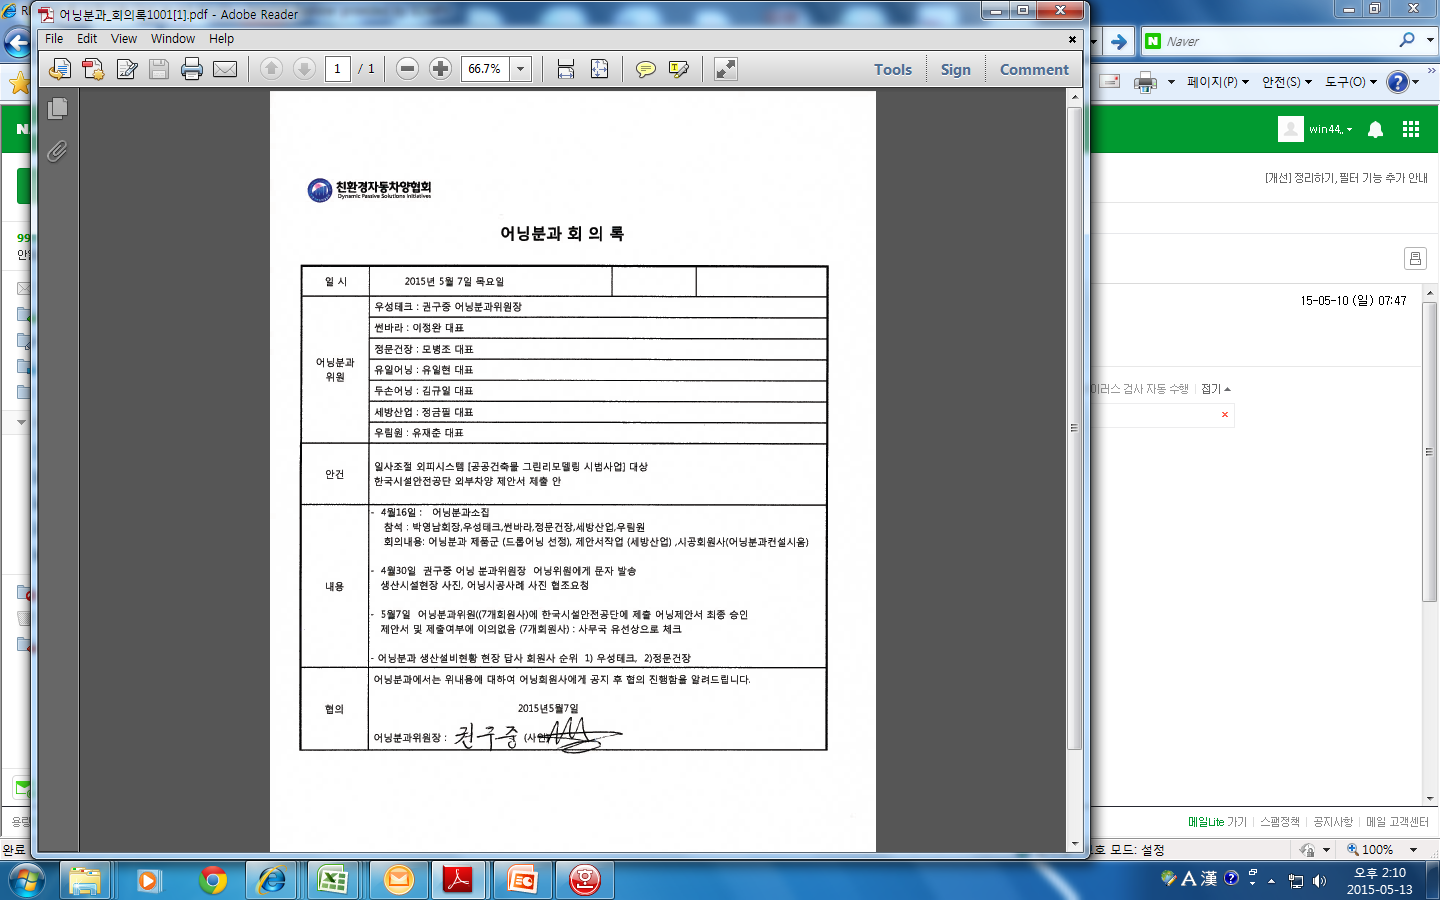 어닝분과_회의록1001[1].pdf - Adobe Reader
File Edit View Window Help
1 / 1 66.7% Tools Sign Comment
Naver
페이지(P) 안전(S) 도구(O)
win44..
[개선] 정리하기, 필터 기능 추가 안내
15-05-10 (일) 07:47
이러스 검사 자동 수행 접기
친환경자동차양협회
Dynamic Passive Solutions Initiatives
어닝분과 회 의 록
일 시 2015년 5월 7일 목요일
어닝분과
위원
우성테크 : 권구중 어닝분과위원장
썬바라 : 이정완 대표
정문건장 : 모병조 대표
유일어닝 : 유일현 대표
두손어닝 : 김규일 대표
세방산업 : 정금필 대표
우림원 : 유재춘 대표
안건
일사조절 외피시스템 [공공건축물 그린리모델링 시범사업] 대상
한국시설안전공단 외부차양 제안서 제출 안
내용
- 4월16일 : 어닝분과소집
참석 : 박영남회장,우성테크,썬바라,정문건장,세방산업,우림원
회의내용: 어닝분과 제품군 (드롭어닝 선정), 제안서작업 (세방산업) ,시공회원사(어닝분과컨설시움)
- 4월30일 권구중 어닝 분과위원장 어닝위원에게 문자 발송
생산시설현장 사진, 어닝시공사례 사진 협조요청
- 5월7일 어닝분과위원((7개회원사)에 한국시설안전공단에 제출 어닝제안서 최종 승인
제안서 및 제출여부에 이의없음 (7개회원사) : 사무국 유선상으로 체크
- 어닝분과 생산설비현황 현장 답사 회원사 순위 1) 우성테크, 2)정문건장
협의
어닝분과에서는 위내용에 대하여 어닝회원사에게 공지 후 협의 진행함을 알려드립니다.
2015년5월7일
어닝분과위원장 : 권구중 (사인)
메일Lite 가기 스팸정책 공지사항 메일 고객센터
완료 호 모드: 설정 100%
A 漢 오후 2:10
2015-05-13